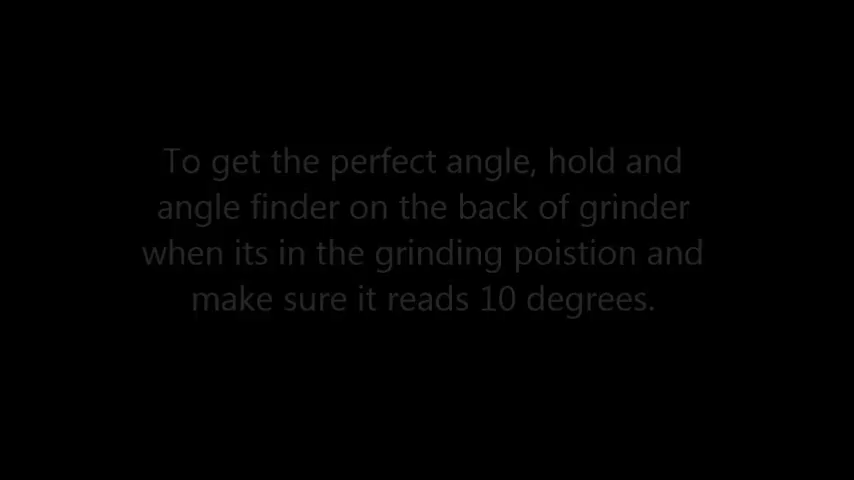 To get the perfect angle, hold and
angle finder on the back of grinder
when its in the grinding poistion and
make sure it reads 10 degrees.